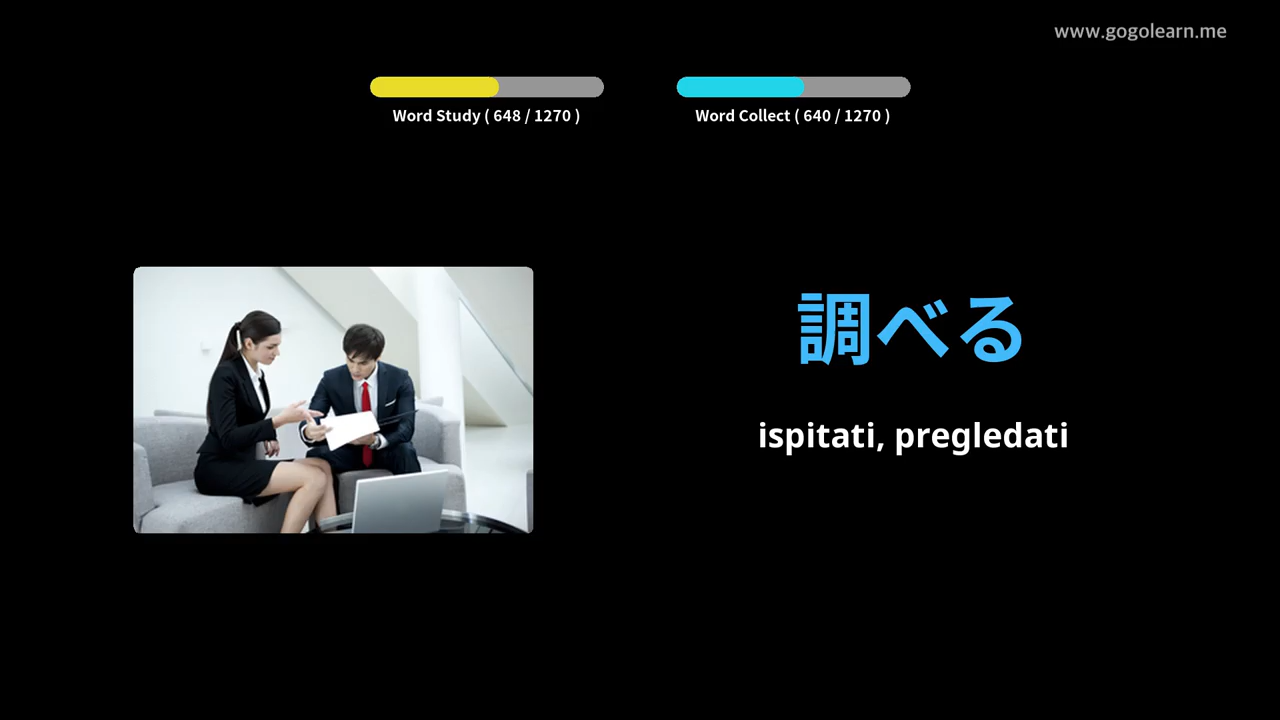 www.gogolearn.me
Word Study ( 648 / 1270 )
Word Collect ( 640 / 1270 )
調べる
ispitati, pregledati